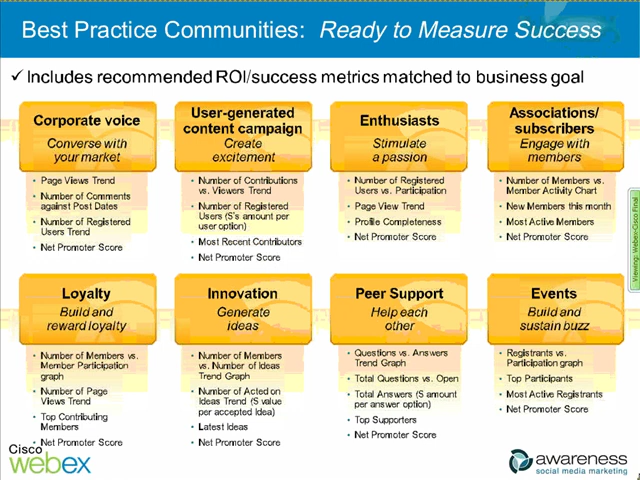 Best Practice Communities: Ready to Measure Success
✓ Includes recommended ROI/success metrics matched to business goal
Corporate voice
Converse with
your market
• Page Views Trend
• Number of Comments
against Post Dates
• Number of Registered
Users Trend
• Net Promoter Score
User-generated
content campaign
Create
excitement
• Number of Contributions
vs. Viewers Trend
• Number of Registered
Users (S's amount per
user option)
• Most Recent Contributors
• Net Promoter Score
Enthusiasts
Stimulate
a passion
• Number of Registered
Users vs. Participation
• Page View Trend
• Profile Completeness
• Net Promoter Score
Associations/
subscribers
Engage with
members
• Number of Members vs.
Member Activity Chart
• New Members this month
• Most Active Members
• Net Promoter Score
Loyalty
Build and
reward loyalty
• Number of Members vs.
Member Participation
graph
• Number of Page
Views Trend
• Top Contributing
Members
• Net Promoter Score
Innovation
Generate
ideas
• Number of Members
vs. Number of Ideas
Trend Graph
• Number of Acted on
Ideas Trend (S value
per accepted Idea)
• Latest Ideas
• Net Promoter Score
Peer Support
Help each
other
• Questions vs. Answers
Trend Graph
• Total Questions vs. Open
• Total Answers (S amount
per answer option)
• Top Supporters
• Net Promoter Score
Events
Build and
sustain buzz
• Registrants vs.
Participation graph
• Top Participants
• Most Active Registrants
• Net Promoter Score
Viewing: Webex-Cisco Final
Cisco
webex
awareness
social media marketing